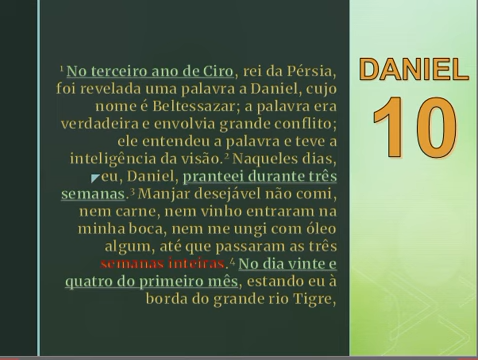 ¹ No terceiro ano de Ciro, rei da Pérsia,
foi revelada uma palavra a Daniel, cujo
nome é Beltessazar; a palavra era
verdadeira e envolvia grande conflito;
ele entendeu a palavra e teve a
inteligência da visão.² Naqueles dias,
eu, Daniel, pranteei durante três
semanas.³ Manjar desejável não comi,
nem carne, nem vinho entraram na
minha boca, nem me ungi com óleo
algum, até que passaram as três
semanas inteiras.⁴ No dia vinte e
quatro do primeiro mês, estando eu à
borda do grande rio Tigre,
DANIEL
10